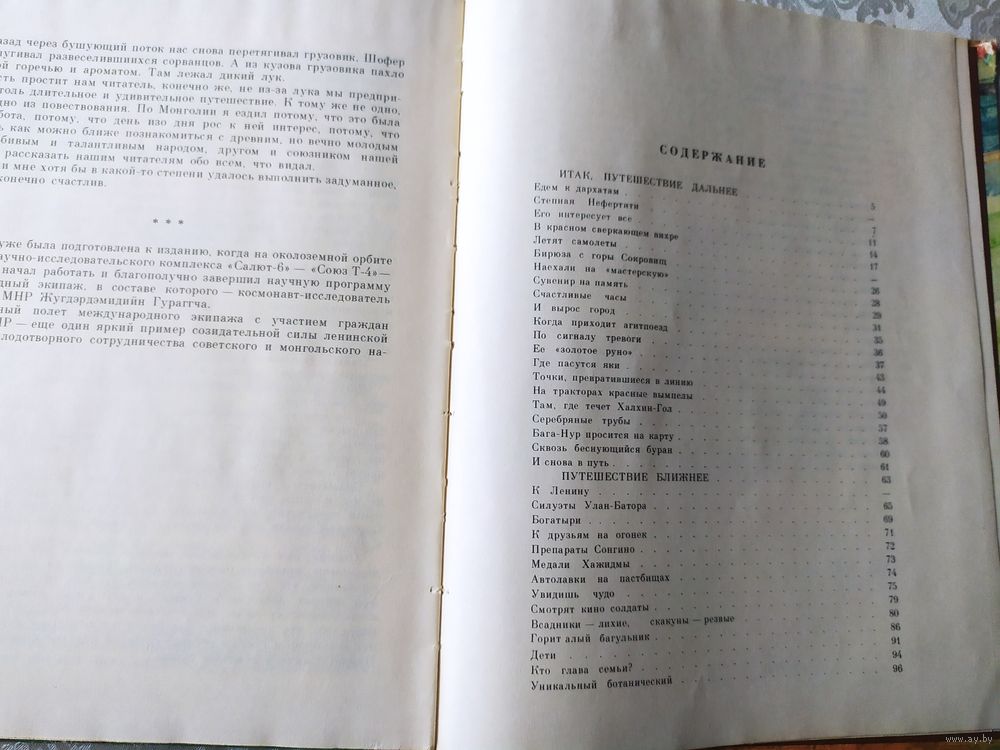 азад через бушующий поток нас снова перетягивал грузовик. Шофер
пугивал развеселившихся сорванцов. А из кузова грузовика пахло
й горечью и ароматом. Там лежал дикий лук.
сть простит нам читатель, конечно же, не из-за лука мы предпри-
толь длительное и удивительное путешествие. К тому же не одно,
дно из повествования. По Монголии я ездил потому, что это была
бота, потому, что день изо дня рос к ней интерес, потому, что
ь как можно ближе познакомиться с древним, но вечно молодым
бивым и талантливым народом, другом и союзником нашей
рассказать нашим читателям обо всем, что видал.
и мне хотя бы в какой-то степени удалось выполнить задуманное,
конечно счастлив.
* * *
уже была подготовлена к изданию, когда на околоземной орбите
аучно-исследовательского комплекса «Салют-6» — «Союз Т-4» —
начал работать и благополучно завершил научную программу
дный экипаж, в составе которого — космонавт-исследователь
МНР Жугдэрдэмидийн Гураггча.
ный полет международного экипажа с участием граждан
НР — еще один яркий пример созидательной силы ленинской
лодотворного сотрудничества советского и монгольского на-
СОДЕРЖАНИЕ
ИТАК, ПУТЕШЕСТВИЕ ДАЛЬНЕЕ 5
Едем к дархатам —
Степная Нефертити 7
Его интересует все 11
В красном сверкающем вихре 14
Летят самолеты 17
Бирюза с горы Сокровищ —
Наехали на «мастерскую» 26
Сувенир на память 28
Счастливые часы 29
И вырос город 31
Когда приходит агитпоезд 35
По сигналу тревоги 36
Ее «золотое руно» 37
Где пасутся яки 43
Точки, превратившиеся в линию 44
На тракторах красные вымпелы 49
Там, где течет Халхин-Гол 50
Серебряные трубы 57
Бага-Нур просится на карту 58
Сквозь беснующийся буран 60
И снова в путь 61
ПУТЕШЕСТВИЕ БЛИЖНЕЕ 63
К Ленину —
Силуэты Улан-Батора 65
Богатыри 69
К друзьям на огонек 71
Препараты Сонгино 72
Медали Хажидмы 73
Автолавки на пастбищах 74
Увидишь чудо 75
Смотрят кино солдаты 79
Всадники — лихие, скакуны — резвые 80
Горит алый багульник 86
Дети 91
Кто глава семьи? 94
Уникальный ботанический 96
www.ay.by